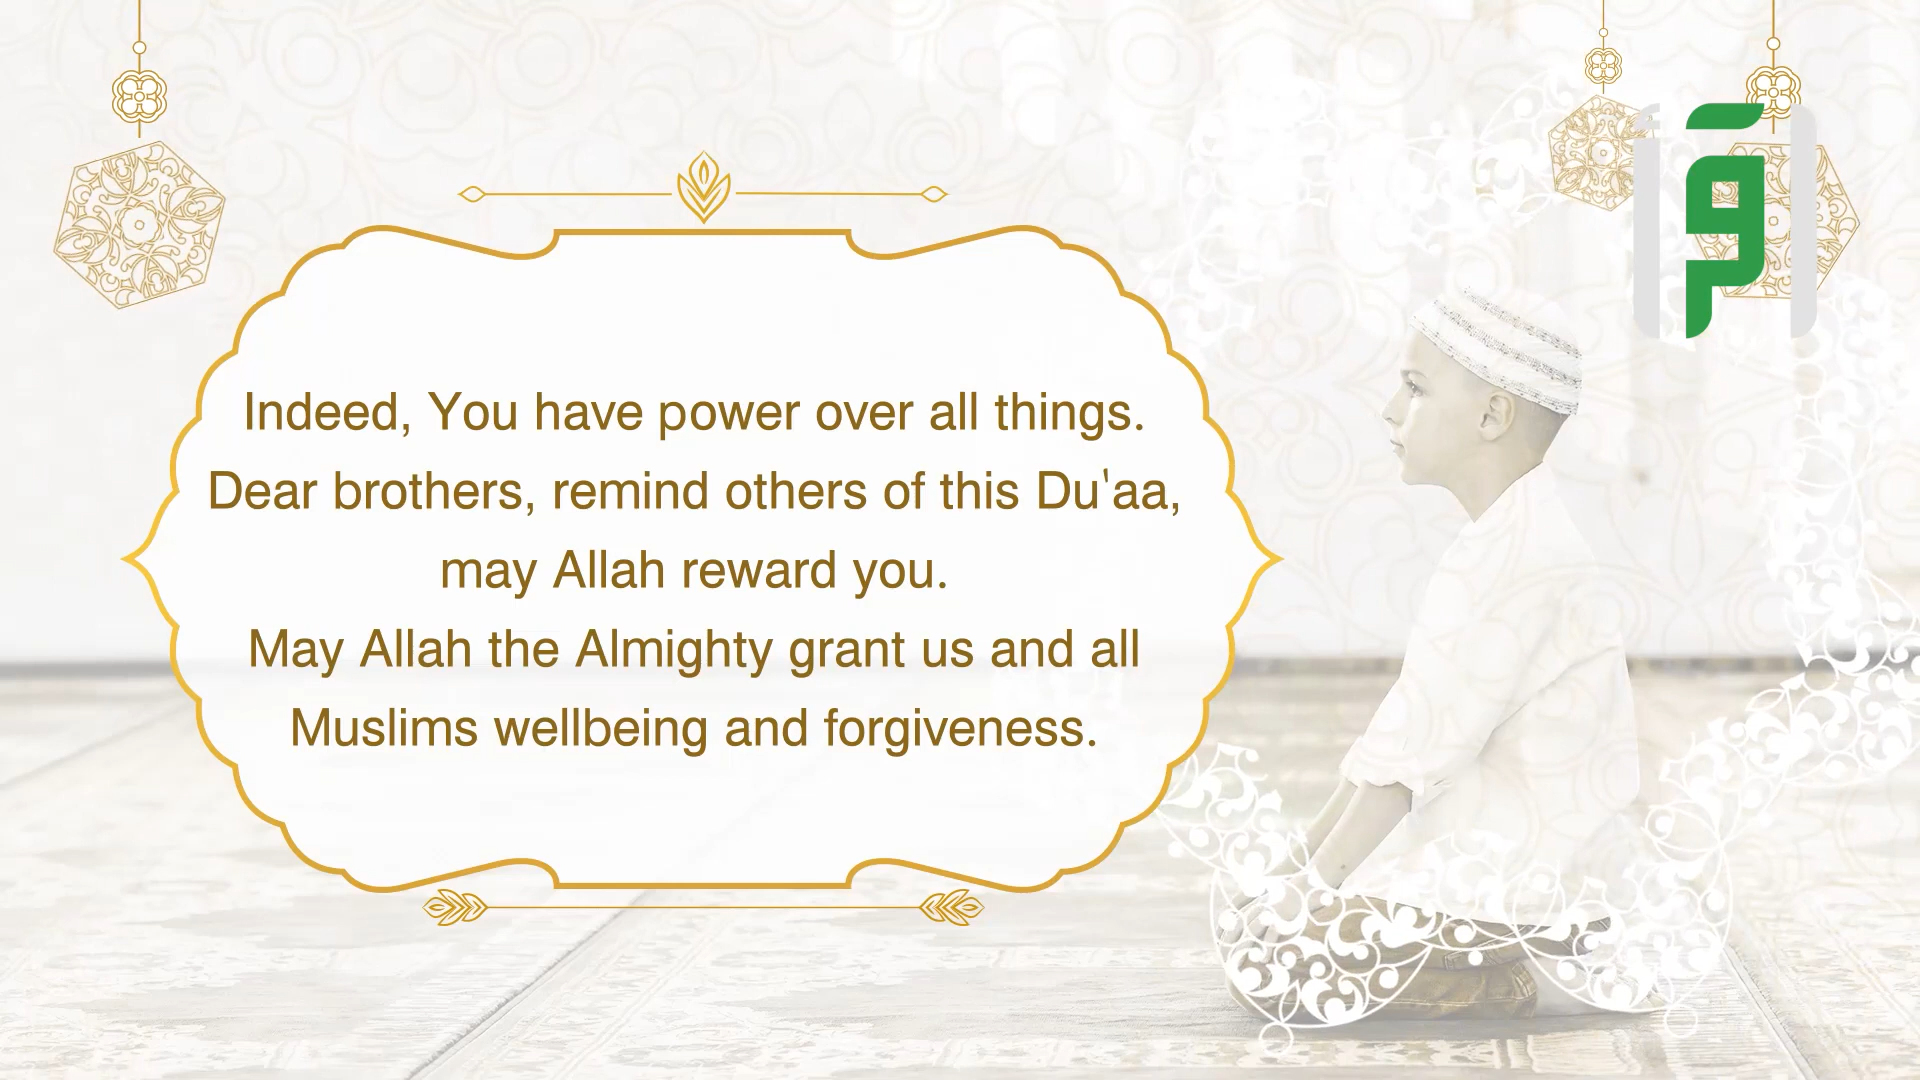 اقرأ
Indeed, You have power over all things.
Dear brothers, remind others of this Du'aa,
may Allah reward you.
May Allah the Almighty grant us and all
Muslims wellbeing and forgiveness.